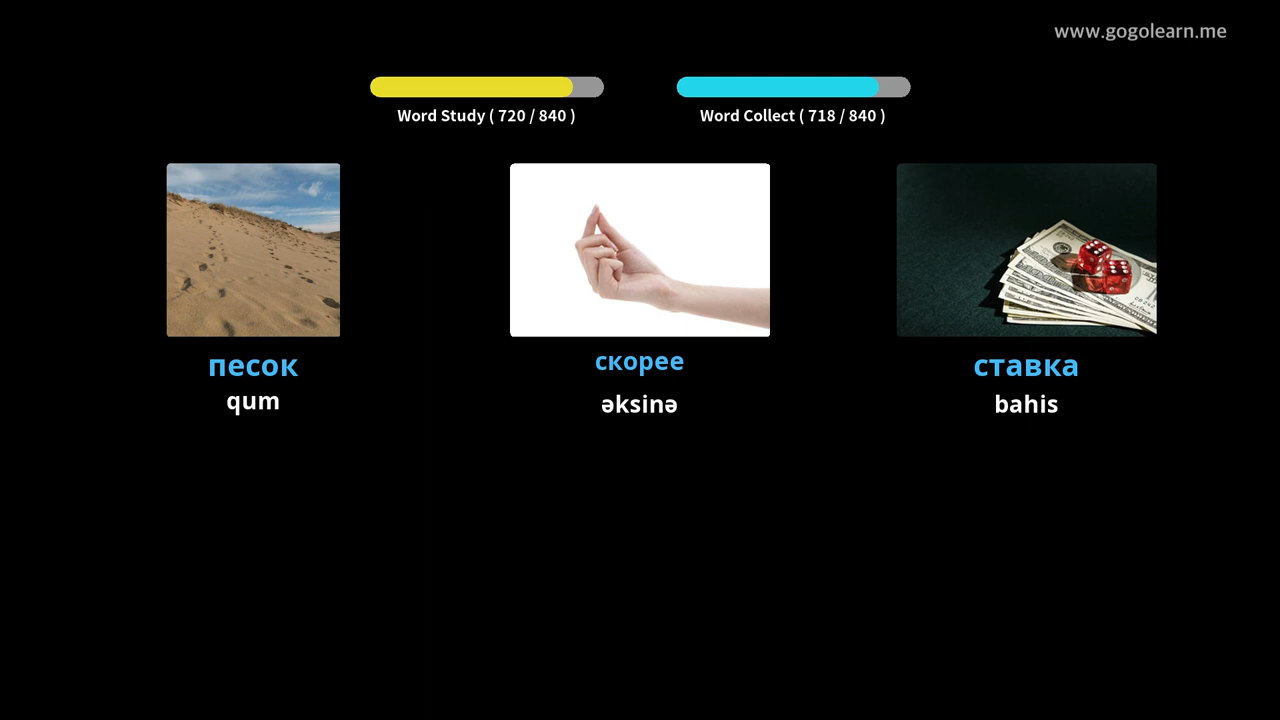 www.gogolearn.me
Word Study ( 720 / 840 )
Word Collect ( 718 / 840 )
песок
qum
скорее
əksinə
ставка
bahis